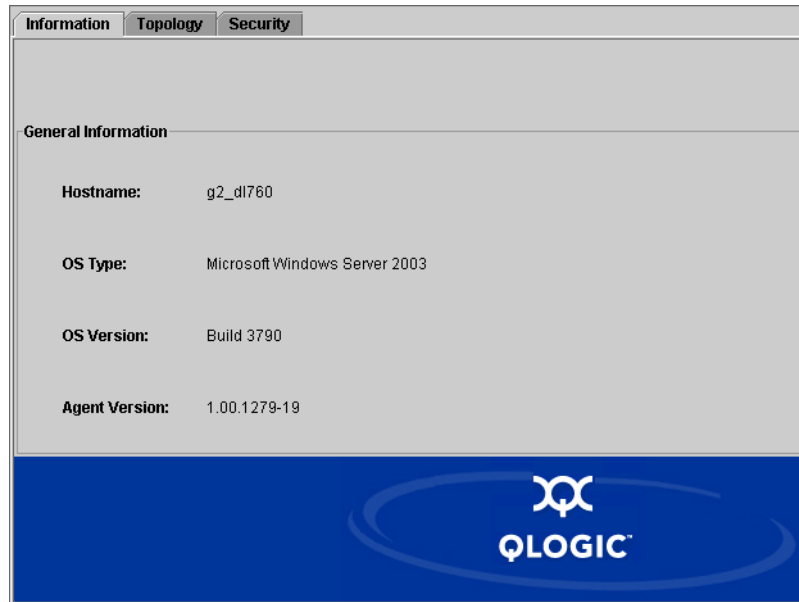 Information Topology Security
General Information
Hostname: g2_dl760
OS Type: Microsoft Windows Server 2003
OS Version: Build 3790
Agent Version: 1.00.1279-19
QLOGIC™